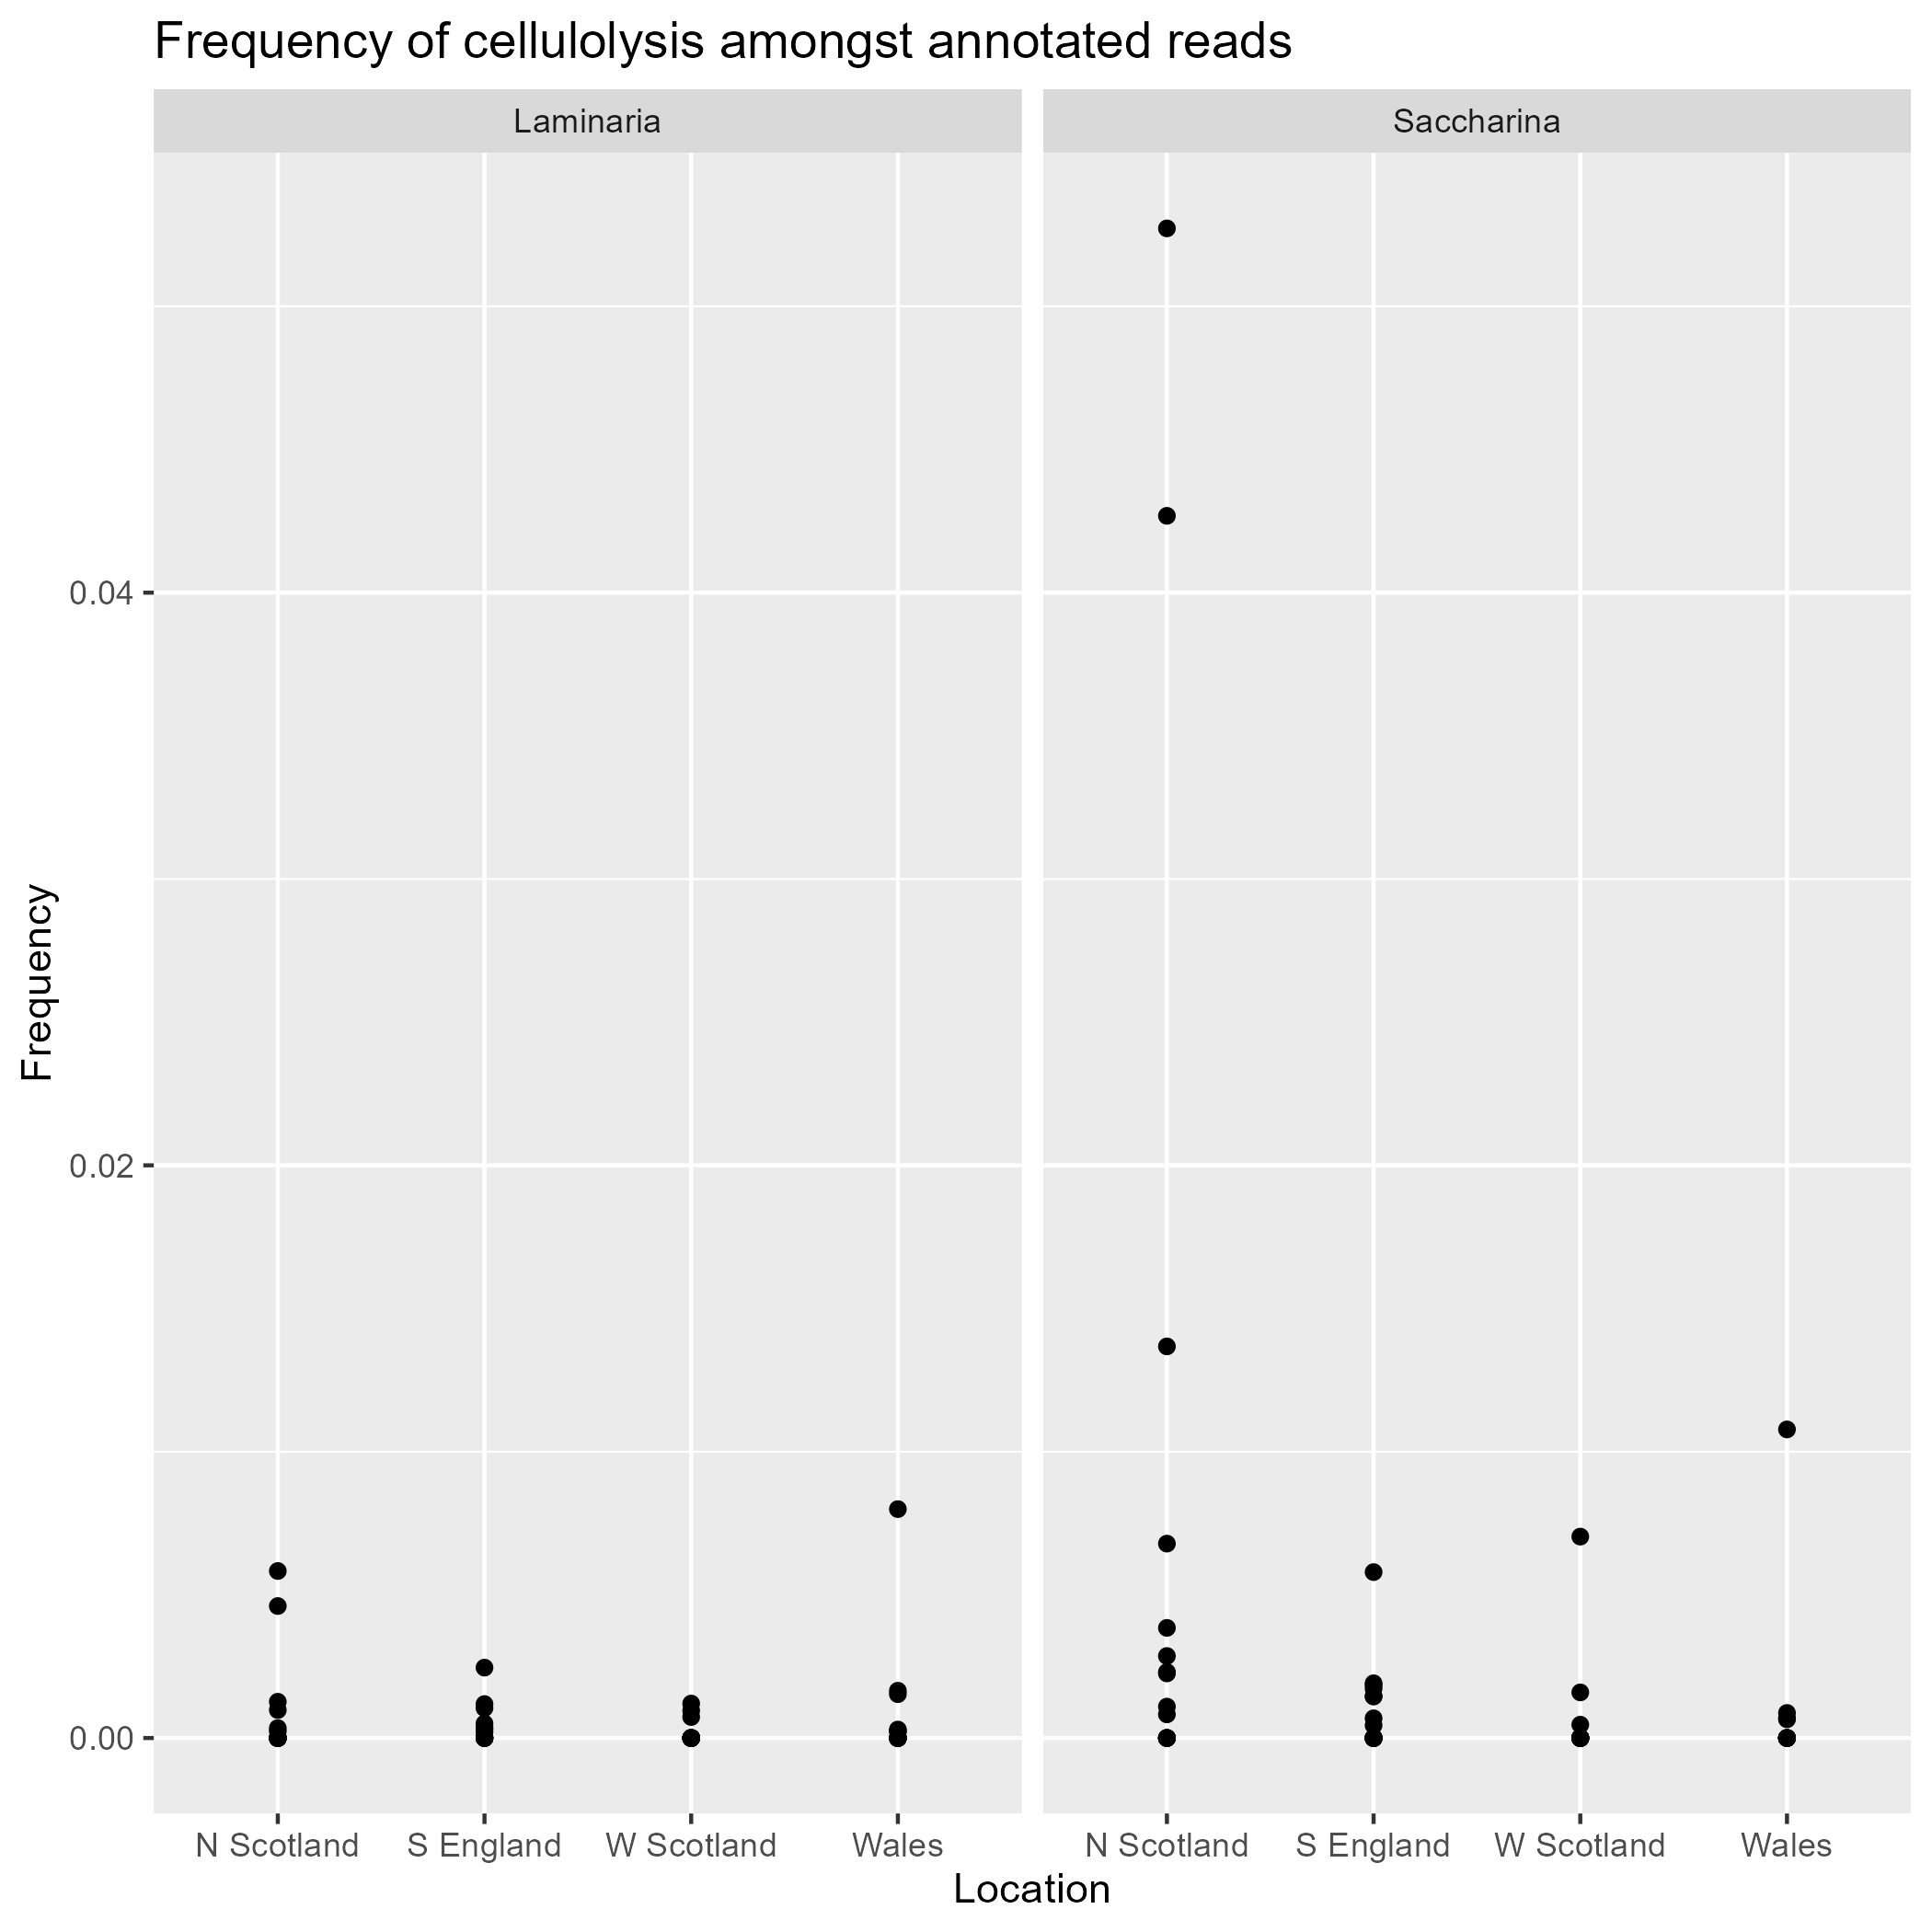 Frequency of cellulolysis amongst annotated reads
Laminaria
Saccharina
Frequency
0.04
0.02
0.00
N Scotland S England W Scotland Wales
N Scotland S England W Scotland Wales
Location